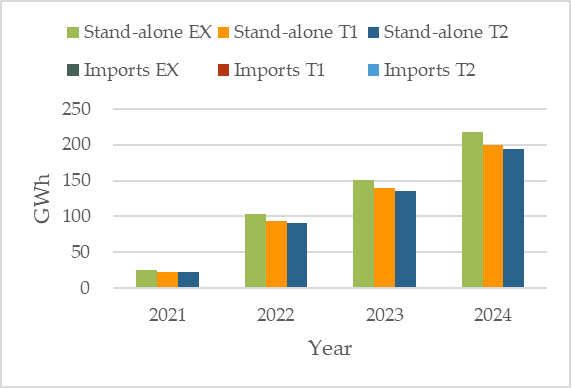 Stand-alone EX Stand-alone T1 Stand-alone T2
Imports EX Imports T1 Imports T2
250
200
150
100
50
0
GWh
2021 2022 2023 2024
Year